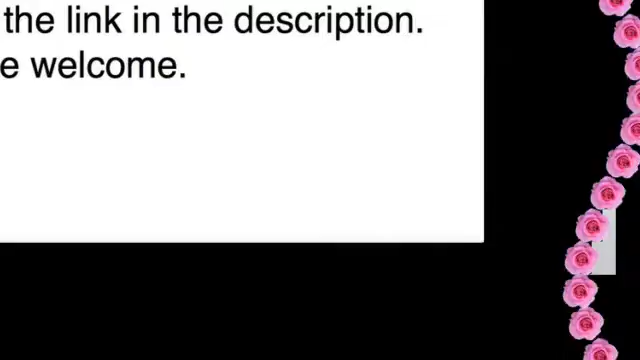 the link in the description.
e welcome.